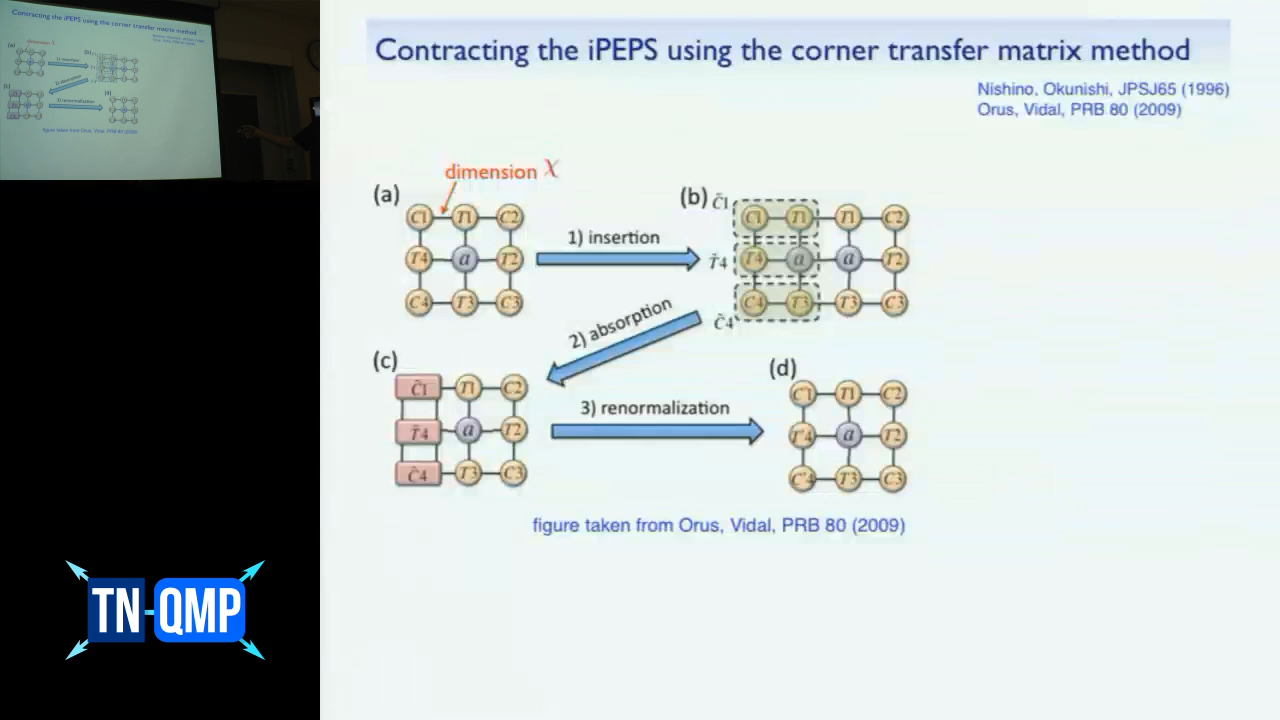 Contracting the iPEPS using the corner transfer matrix method
Nishino, Okunishi, JPSJ65 (1996)
Orus, Vidal, PRB 80 (2009)
dimension χ
(a)
C1 T1 C2
T4 a T2
C4 T3 C3
1) insertion
(b)
C̃1 C1 T1 T1 C2
T̃4 T4 a a T2
C̃4 C4 T3 T3 C3
2) absorption
(c)
C̃1 T1 C2
T̃4 a T2
C̃4 T3 C3
3) renormalization
(d)
C'1 T1 C2
T'4 a T2
C'4 T3 C3
figure taken from Orus, Vidal, PRB 80 (2009)
TN-QMP